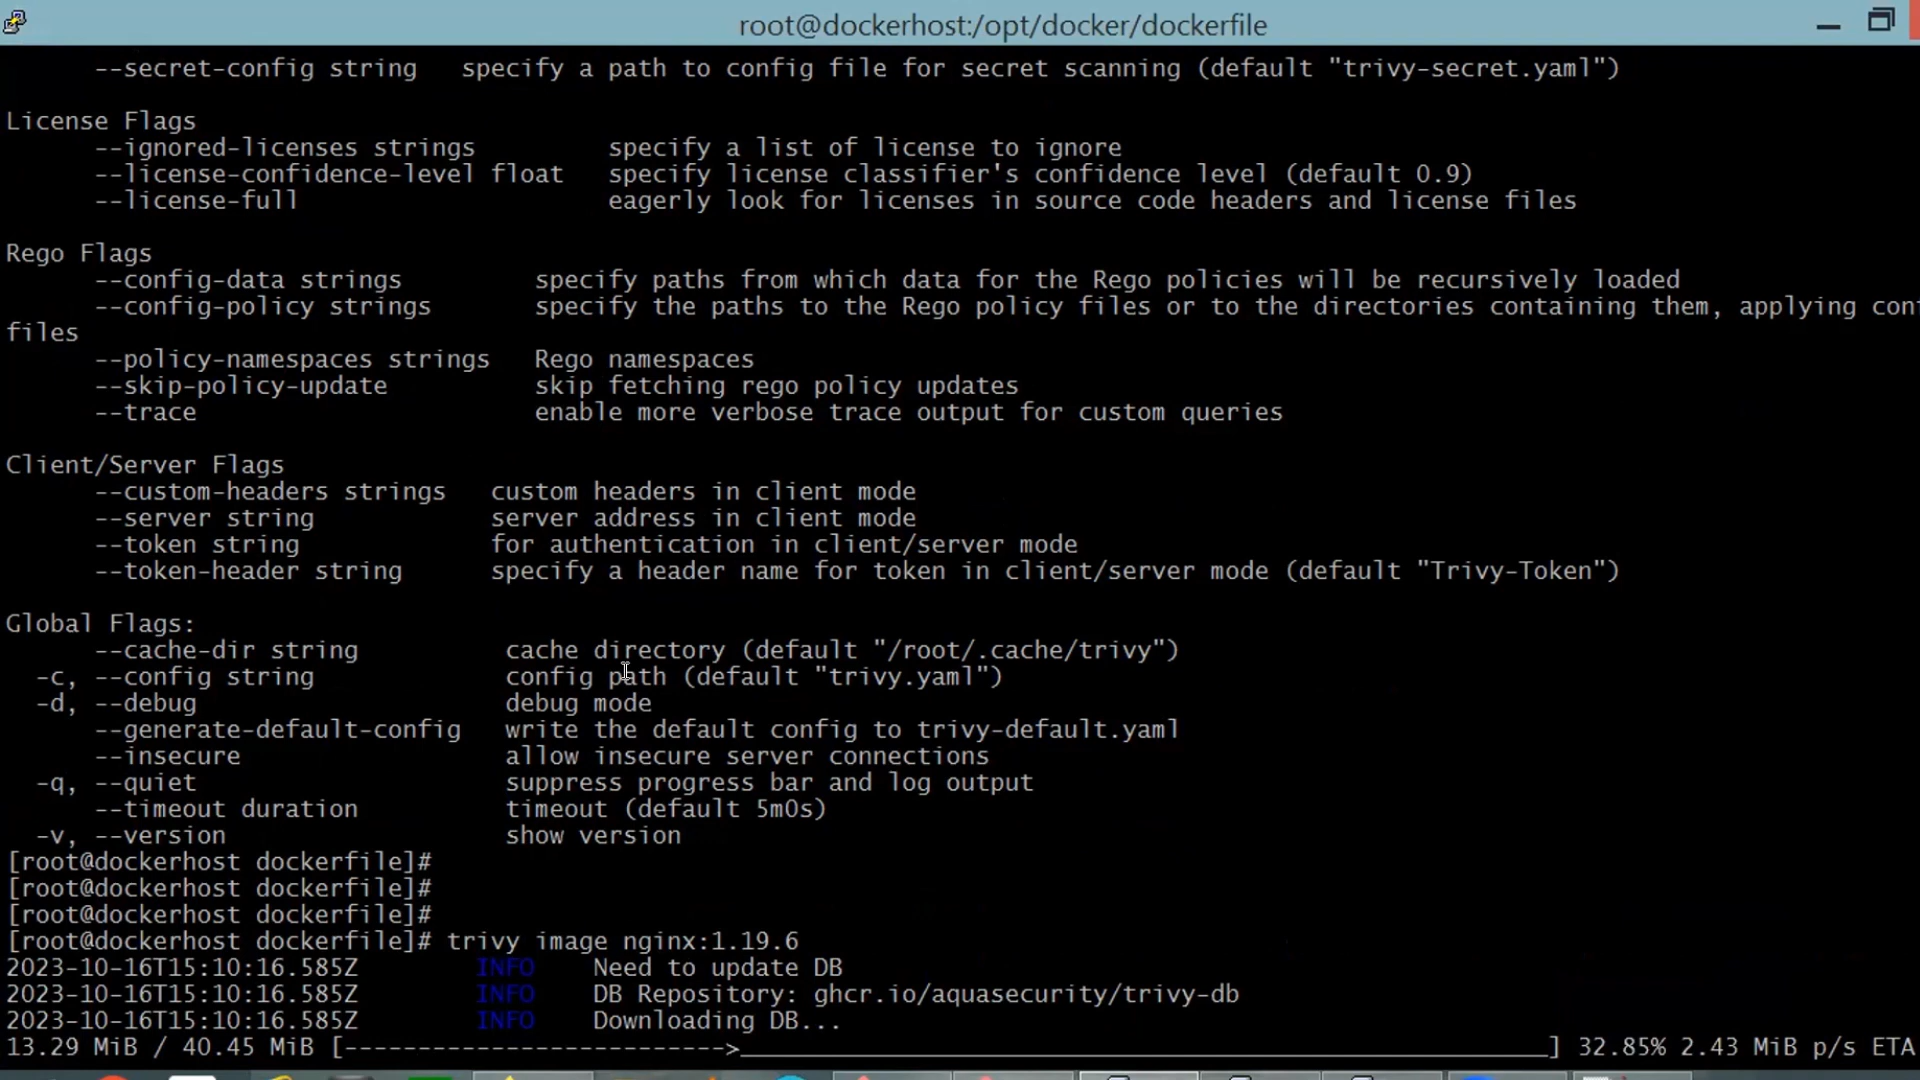 root@dockerhost:/opt/docker/dockerfile
--secret-config string   specify a path to config file for secret scanning (default "trivy-secret.yaml")
License Flags
--ignored-licenses strings         specify a list of license to ignore
--license-confidence-level float   specify license classifier's confidence level (default 0.9)
--license-full                     eagerly look for licenses in source code headers and license files
Rego Flags
--config-data strings         specify paths from which data for the Rego policies will be recursively loaded
--config-policy strings       specify the paths to the Rego policy files or to the directories containing them, applying con
files
--policy-namespaces strings   Rego namespaces
--skip-policy-update          skip fetching rego policy updates
--trace                       enable more verbose trace output for custom queries
Client/Server Flags
--custom-headers strings   custom headers in client mode
--server string            server address in client mode
--token string             for authentication in client/server mode
--token-header string      specify a header name for token in client/server mode (default "Trivy-Token")
Global Flags:
--cache-dir string          cache directory (default "/root/.cache/trivy")
-c, --config string             config path (default "trivy.yaml")
-d, --debug                     debug mode
--generate-default-config   write the default config to trivy-default.yaml
--insecure                  allow insecure server connections
-q, --quiet                     suppress progress bar and log output
--timeout duration          timeout (default 5m0s)
-v, --version                   show version
[root@dockerhost dockerfile]#
[root@dockerhost dockerfile]#
[root@dockerhost dockerfile]#
[root@dockerhost dockerfile]# trivy image nginx:1.19.6
2023-10-16T15:10:16.585Z        INFO    Need to update DB
2023-10-16T15:10:16.585Z        INFO    DB Repository: ghcr.io/aquasecurity/trivy-db
2023-10-16T15:10:16.585Z        INFO    Downloading DB...
13.29 MiB / 40.45 MiB [-------------------------->________________________________________________________] 32.85% 2.43 MiB p/s ETA